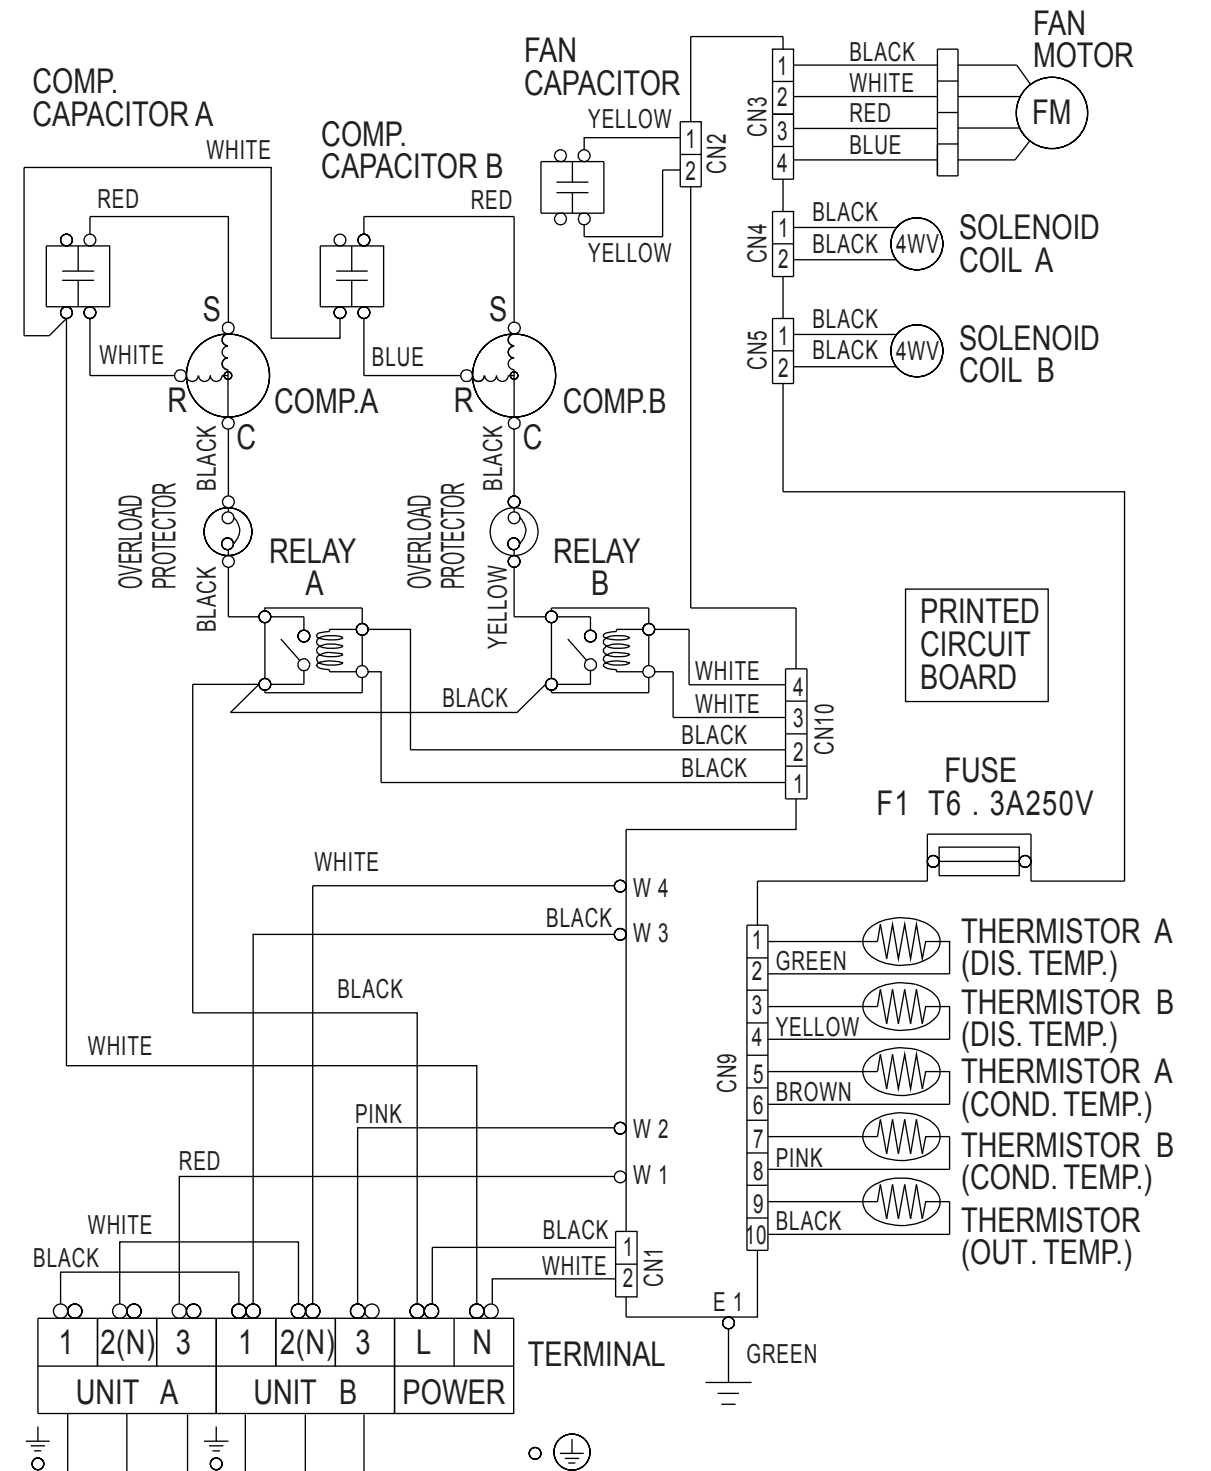 FAN
MOTOR
FAN
CAPACITOR
COMP.
CAPACITOR A
COMP.
CAPACITOR B
WHITE
RED
RED
YELLOW
YELLOW
1
2
CN2
CN3
1
2
3
4
BLACK
WHITE
RED
BLUE
FM
CN4
1
2
BLACK
BLACK
4WV
SOLENOID
COIL A
CN5
1
2
BLACK
BLACK
4WV
SOLENOID
COIL B
S
WHITE
R
COMP.A
C
BLACK
S
BLUE
R
COMP.B
C
BLACK
OVERLOAD
PROTECTOR
BLACK
RELAY
A
OVERLOAD
PROTECTOR
YELLOW
RELAY
B
BLACK
WHITE
WHITE
BLACK
BLACK
4
3
2
1
CN10
PRINTED
CIRCUIT
BOARD
FUSE
F1 T6 . 3A250V
WHITE
W 4
BLACK
W 3
BLACK
WHITE
PINK
W 2
RED
W 1
WHITE
BLACK
BLACK
WHITE
1
2
CN1
CN9
1
2
3
4
5
6
7
8
9
10
GREEN
YELLOW
BROWN
PINK
BLACK
THERMISTOR A
(DIS. TEMP.)
THERMISTOR B
(DIS. TEMP.)
THERMISTOR A
(COND. TEMP.)
THERMISTOR B
(COND. TEMP.)
THERMISTOR
(OUT . TEMP.)
E 1
GREEN
1 2(N) 3 1 2(N) 3 L N
TERMINAL
UNIT A UNIT B POWER